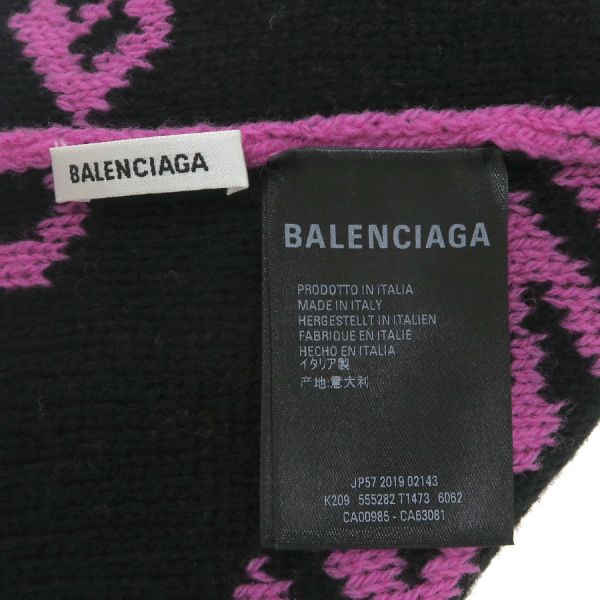 BALENCIAGA
BALENCIAGA
PRODOTTO IN ITALIA
MADE IN ITALY
HERGESTELLT IN ITALIEN
FABRIQUE EN ITALIE
HECHO EN ITALIA
イタリア製
产地:意大利
JP57 2019 02143
K209 555282 T1473 6062
CA00985 - CA63081